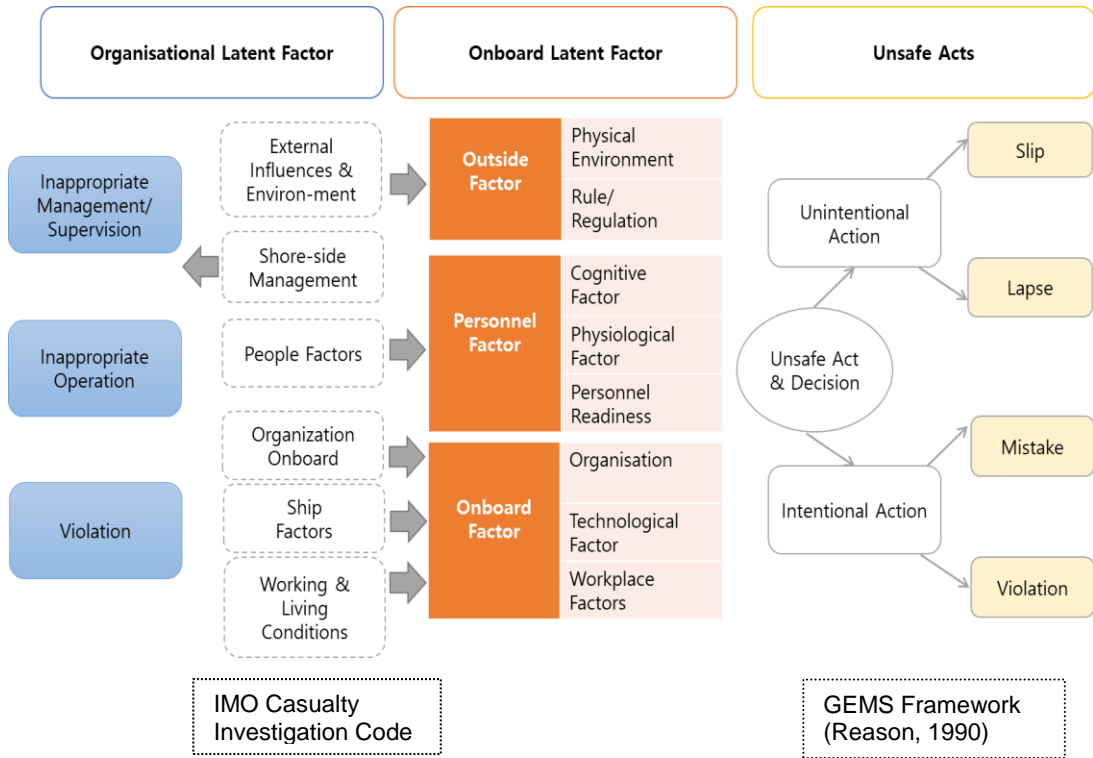 Organisational Latent Factor
Onboard Latent Factor
Unsafe Acts
Inappropriate
Management/
Supervision
Inappropriate
Operation
Violation
External
Influences &
Environ-ment
Shore-side
Management
People Factors
Organization
Onboard
Ship
Factors
Working &
Living
Conditions
Outside
Factor
Physical
Environment
Rule/
Regulation
Personnel
Factor
Cognitive
Factor
Physiological
Factor
Personnel
Readiness
Onboard
Factor
Organisation
Technological
Factor
Workplace
Factors
Unsafe Act
& Decision
Unintentional
Action
Intentional Action
Slip
Lapse
Mistake
Violation
IMO Casualty
Investigation Code
GEMS Framework
(Reason, 1990)